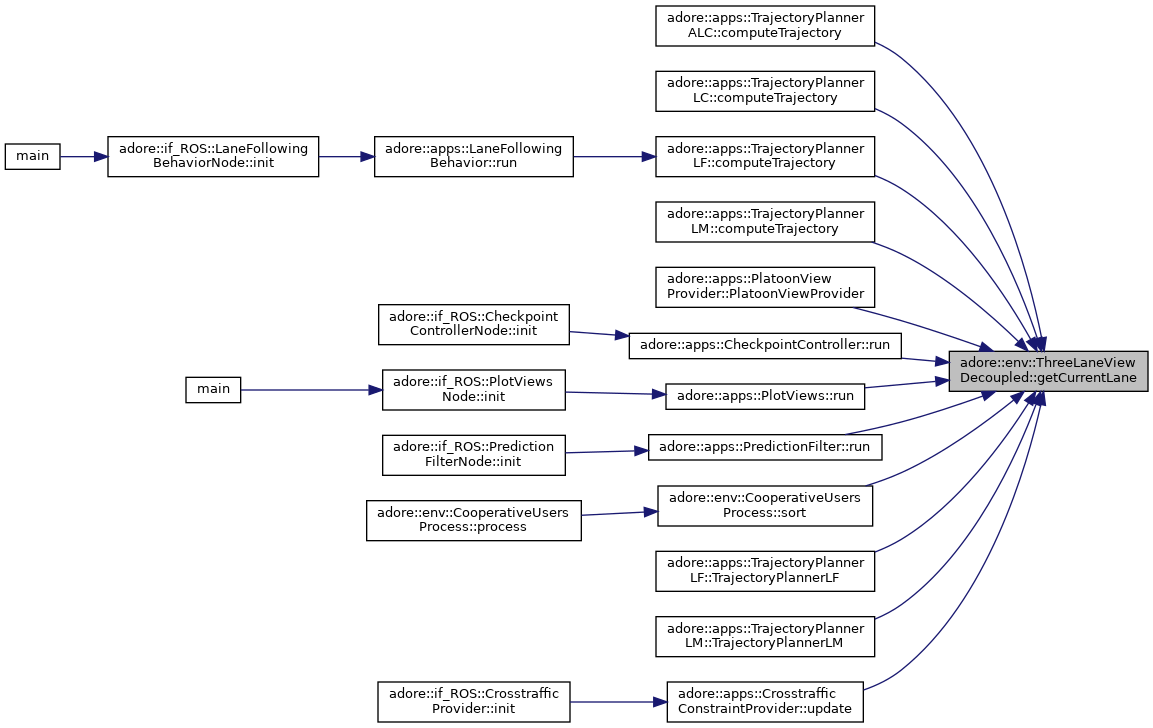 adore::apps::TrajectoryPlanner
ALC::computeTrajectory
adore::apps::TrajectoryPlanner
LC::computeTrajectory
main
adore::if_ROS::LaneFollowing
BehaviorNode::init
adore::apps::LaneFollowing
Behavior::run
adore::apps::TrajectoryPlanner
LF::computeTrajectory
adore::apps::TrajectoryPlanner
LM::computeTrajectory
adore::apps::PlatoonView
Provider::PlatoonViewProvider
adore::if_ROS::Checkpoint
ControllerNode::init
adore::apps::CheckpointController::run
adore::env::ThreeLaneView
Decoupled::getCurrentLane
main
adore::if_ROS::PlotViews
Node::init
adore::apps::PlotViews::run
adore::if_ROS::Prediction
FilterNode::init
adore::apps::PredictionFilter::run
adore::env::CooperativeUsers
Process::process
adore::env::CooperativeUsers
Process::sort
adore::apps::TrajectoryPlanner
LF::TrajectoryPlannerLF
adore::apps::TrajectoryPlanner
LM::TrajectoryPlannerLM
adore::if_ROS::Crosstraffic
Provider::init
adore::apps::Crosstraffic
ConstraintProvider::update